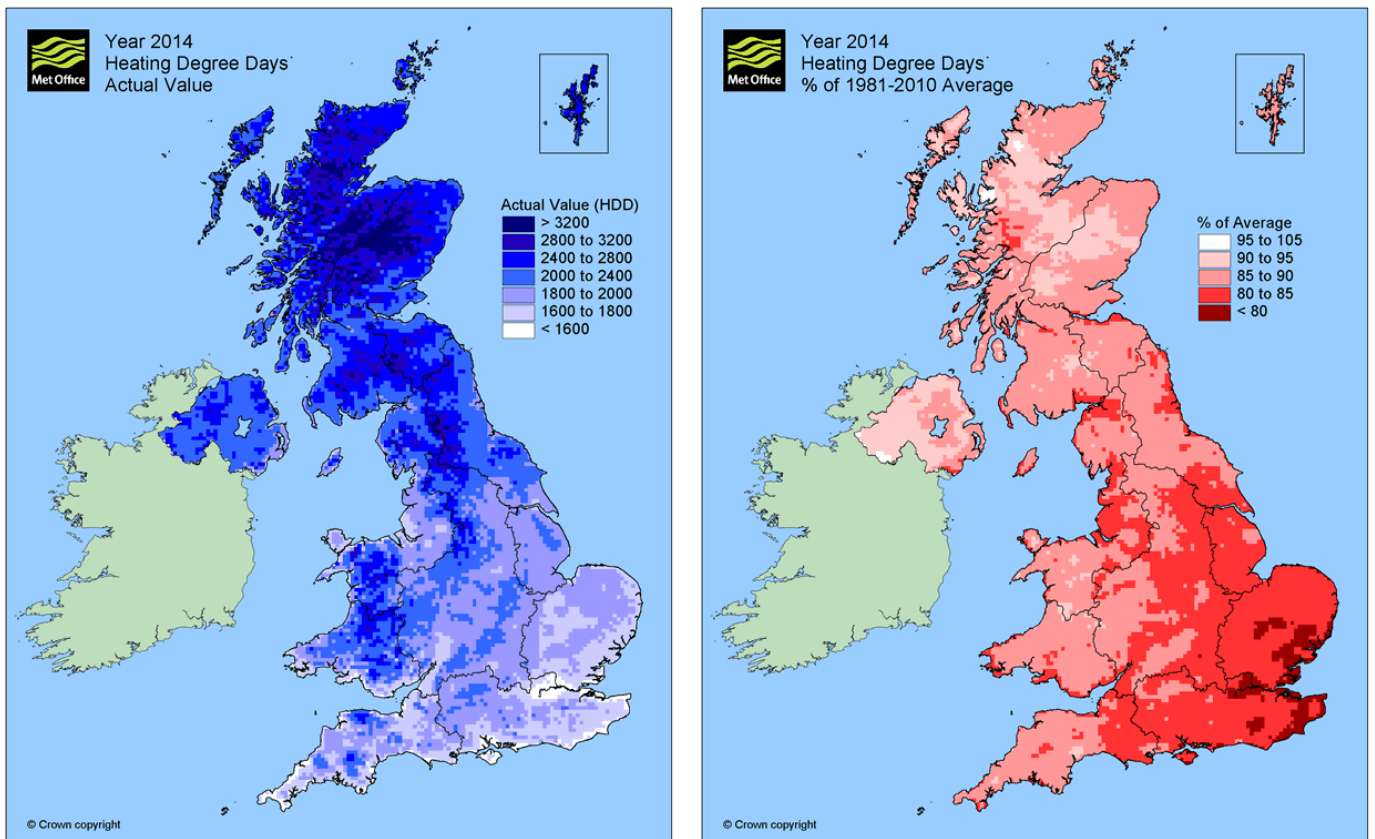 Met Office
Year 2014
Heating Degree Days
Actual Value
Actual Value (HDD)
> 3200
2800 to 3200
2400 to 2800
2000 to 2400
1800 to 2000
1600 to 1800
< 1600
© Crown copyright
Met Office
Year 2014
Heating Degree Days
% of 1981-2010 Average
% of Average
95 to 105
90 to 95
85 to 90
80 to 85
< 80
© Crown copyright